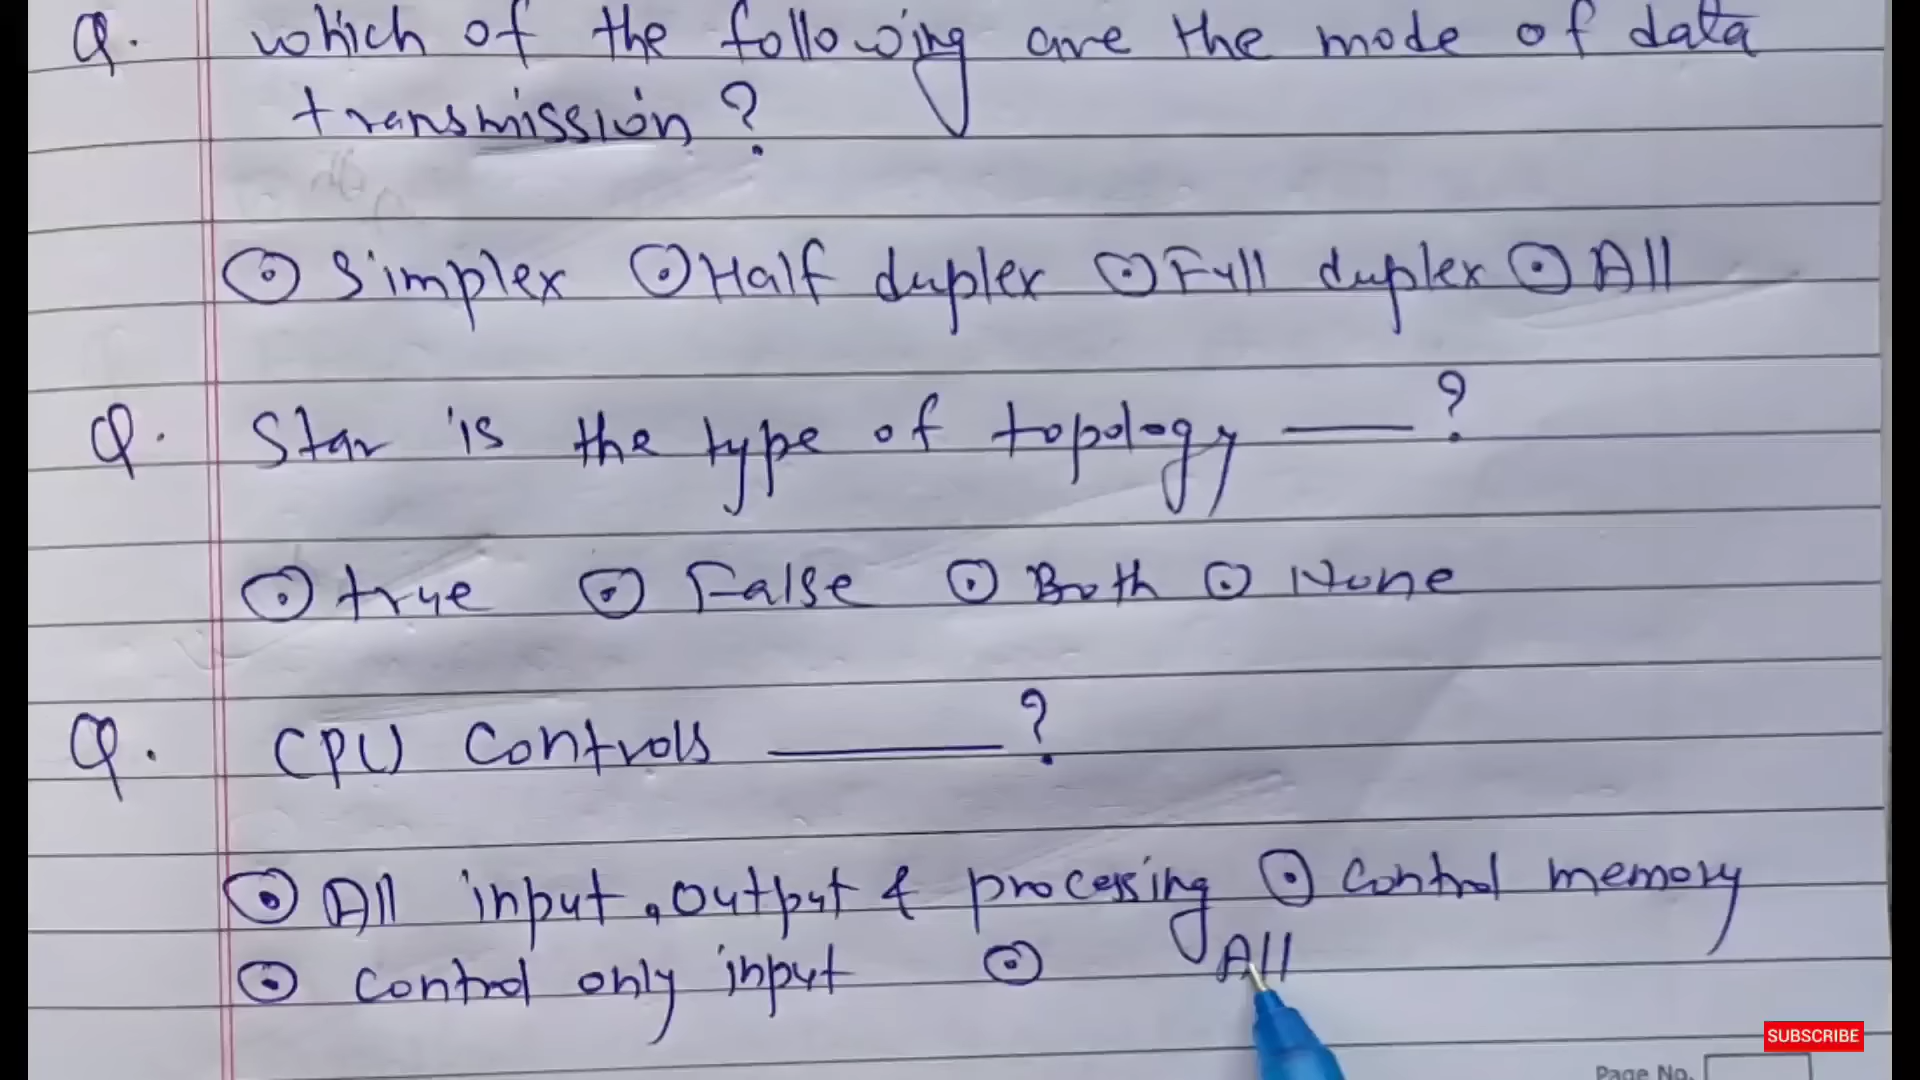 Q. which of the following are the mode of data
transmission?
⊙ Simplex ⊙ Half duplex ⊙ Full duplex ⊙ All
Q. Star is the type of topology —?
⊙ true ⊙ False ⊙ Both ⊙ None
Q. CPU Controls ——?
⊙ All input, output & processing ⊙ Control memory
⊙ control only input ⊙ All
SUBSCRIBE
Page No.